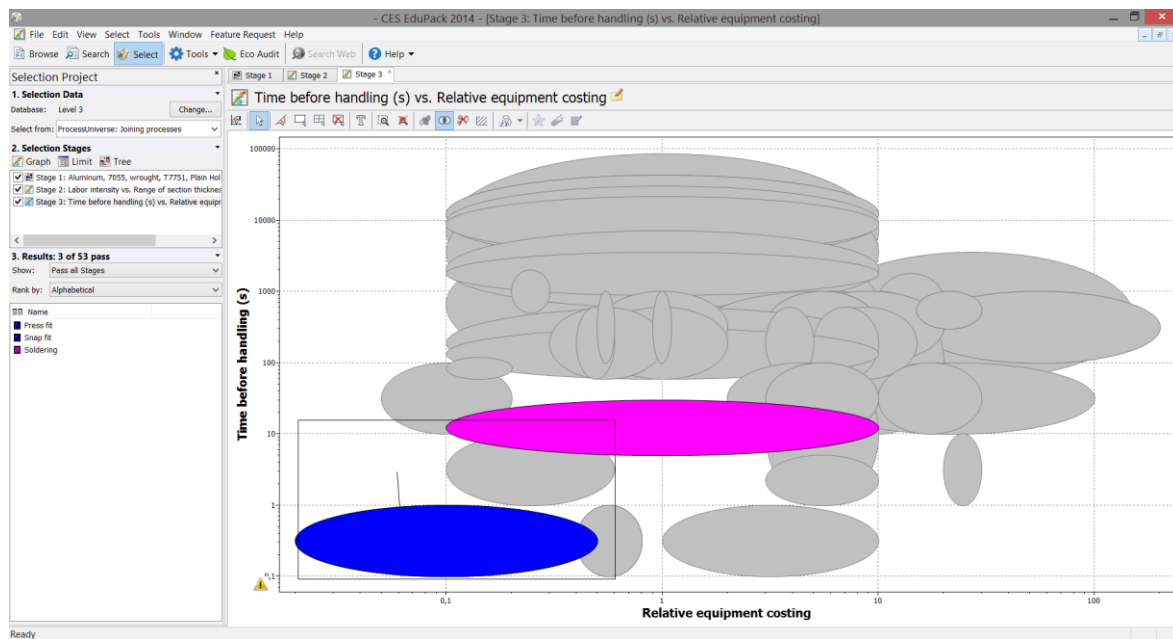 - CES EduPack 2014 - [Stage 3: Time before handling (s) vs. Relative equipment costing]
File Edit View Select Tools Window Feature Request Help
Browse Search Select Tools Eco Audit Search Web Help
Selection Project
1. Selection Data
Database: Level 3 Change...
Select from: ProcessUniverse: Joining processes
2. Selection Stages
Graph Limit Tree
Stage 1: Aluminum, 7055, wrought, T7751, Plain Hol
Stage 2: Labor intensity vs. Range of section thicknes
Stage 3: Time before handling (s) vs. Relative equipr
3. Results: 3 of 53 pass
Show: Pass all Stages
Rank by: Alphabetical
Name
Press fit
Snap fit
Soldering
Stage 1 Stage 2 Stage 3
Time before handling (s) vs. Relative equipment costing
Time before handling (s)
100000
10000
1000
100
10
1
0,1
0,1 1 10 100
Relative equipment costing
Ready